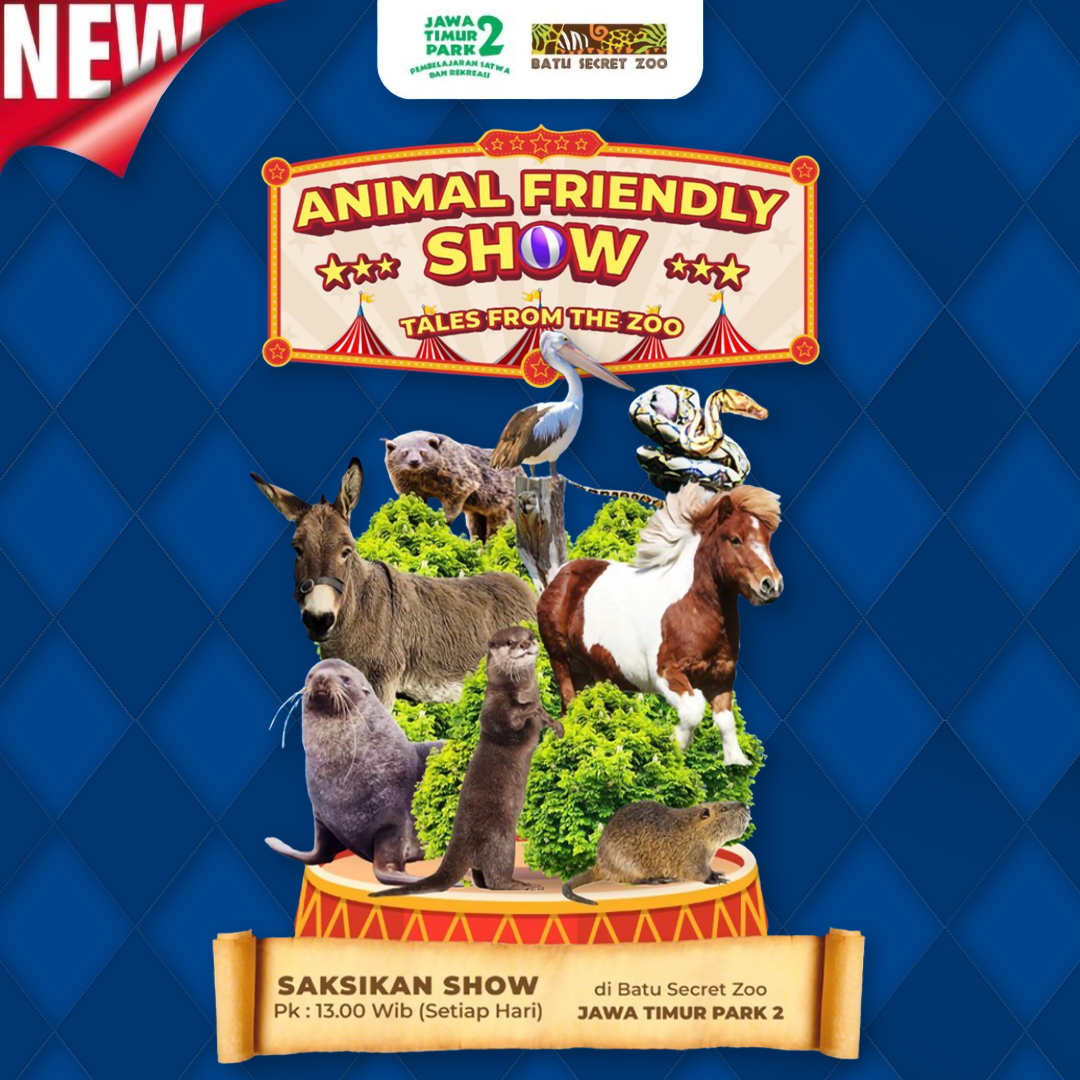 NEW
JAWA
TIMUR
PARK 2
PEMBELAJARAN SATWA
DAN REKREASI
BATU SECRET ZOO
ANIMAL FRIENDLY
SHOW
TALES FROM THE ZOO
SAKSIKAN SHOW
Pk : 13.00 Wib (Setiap Hari)
di Batu Secret Zoo
JAWA TIMUR PARK 2